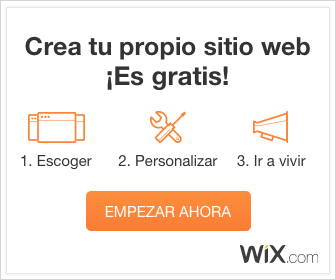 Crea tu propio sitio web
¡Es gratis!
1. Escoger 2. Personalizar 3. Ir a vivir
EMPEZAR AHORA
WiX.com